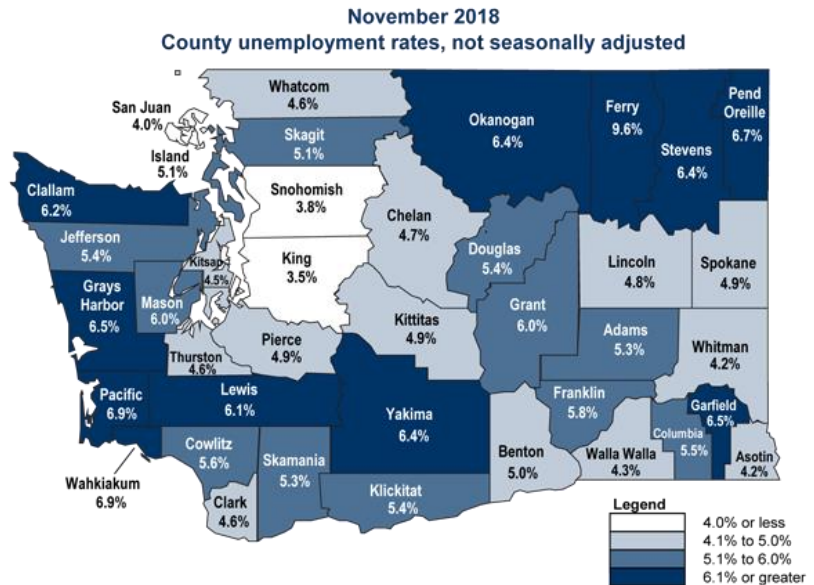 November 2018
County unemployment rates, not seasonally adjusted
Whatcom
4.6%
San Juan
4.0%
Skagit
5.1%
Island
5.1%
Okanogan
6.4%
Ferry
9.6%
Stevens
6.4%
Pend
Oreille
6.7%
Clallam
6.2%
Snohomish
3.8%
Chelan
4.7%
Jefferson
5.4%
Kitsap
4.5%
King
3.5%
Douglas
5.4%
Lincoln
4.8%
Spokane
4.9%
Grays
Harbor
6.5%
Mason
6.0%
Grant
6.0%
Kittitas
4.9%
Pierce
4.9%
Adams
5.3%
Whitman
4.2%
Thurston
4.6%
Pacific
6.9%
Lewis
6.1%
Yakima
6.4%
Franklin
5.8%
Garfield
6.5%
Columbia
5.5%
Cowlitz
5.6%
Skamania
5.3%
Benton
5.0%
Walla Walla
4.3%
Asotin
4.2%
Wahkiakum
6.9%
Clark
4.6%
Klickitat
5.4%
Legend
4.0% or less
4.1% to 5.0%
5.1% to 6.0%
6.1% or greater